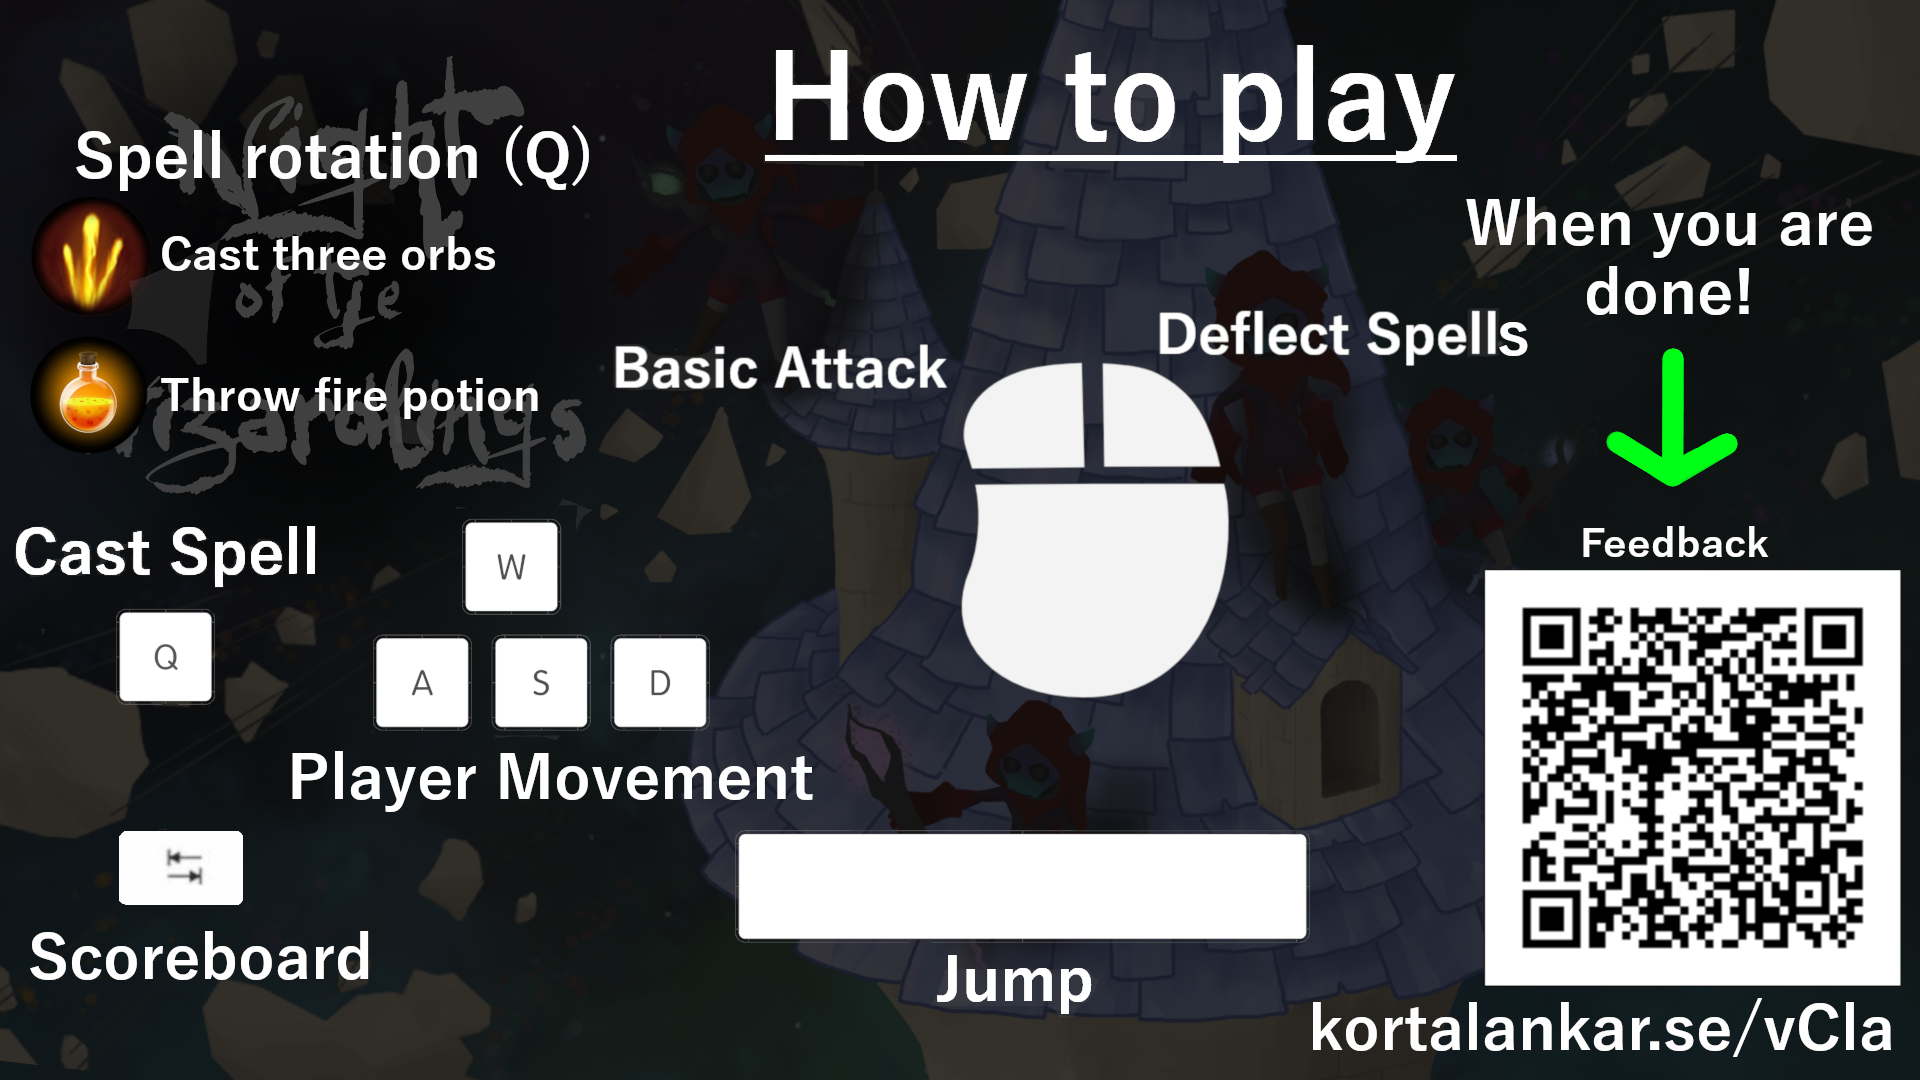 How to play
Spell rotation (Q)
Cast three orbs
Throw fire potion
When you are
done!
Deflect Spells
Basic Attack
Cast Spell
Q
W
A S D
Player Movement
Feedback
Scoreboard
Jump
kortalankar.se/vCla